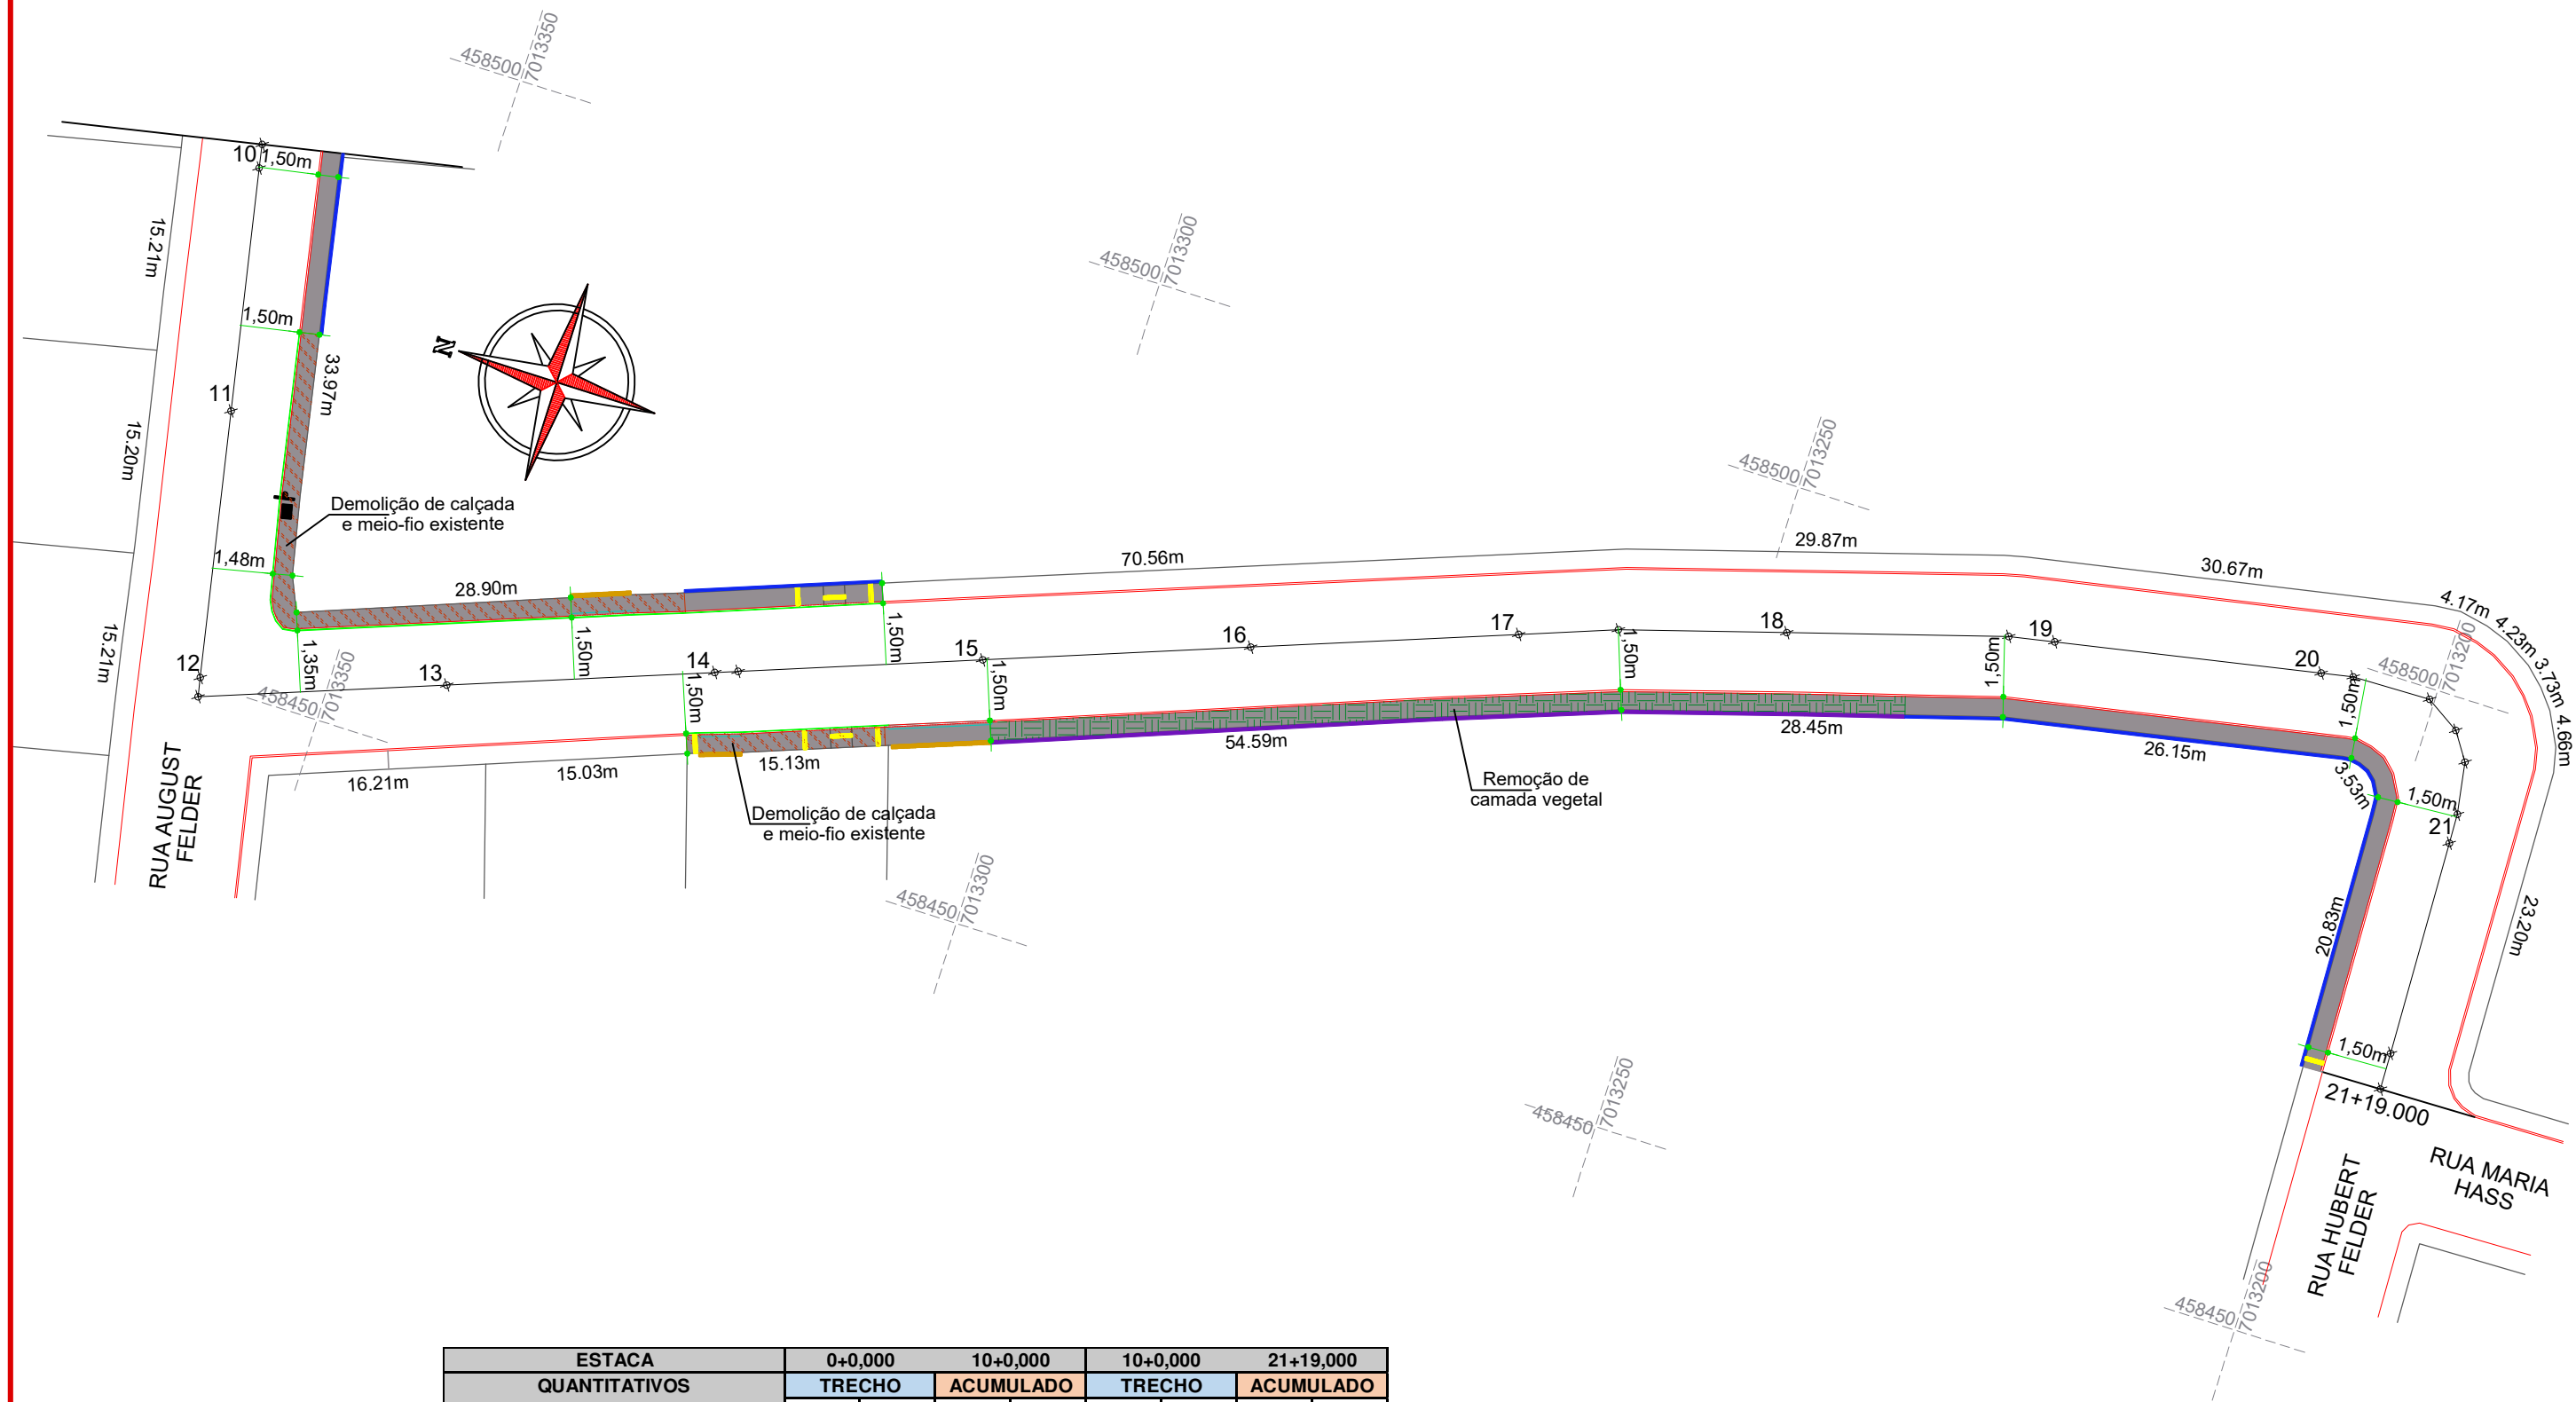 458500
7013350
10
1,50m
15.21m
458500
7013300
1,50m
33.97m
N
11
15.20m
458500
7013250
Demolição de calçada
e meio-fio existente
1,48m
28.90m
70.56m
29.87m
30.67m
4.17m
4.23m
3.73m
4.66m
15.21m
12
13
14
15
16
17
18
19
20
1,35m
1,50m
1,50m
1,50m
1,50m
1,50m
1,50m
1,50m
458450
7013350
458500
7013200
16.21m
15.03m
15.13m
54.59m
28.45m
26.15m
3.53m
1,50m
21
RUA AUGUST
FELDER
Demolição de calçada
e meio-fio existente
Remoção de
camada vegetal
458450
7013300
20.83m
23.20m
1,50m
21+19.000
458450
7013250
RUA MARIA
HASS
RUA HUBERT
FELDER
458450
7013200
ESTACA 0+0,000 10+0,000 10+0,000 21+19,000
QUANTITATIVOS TRECHO ACUMULADO TRECHO ACUMULADO